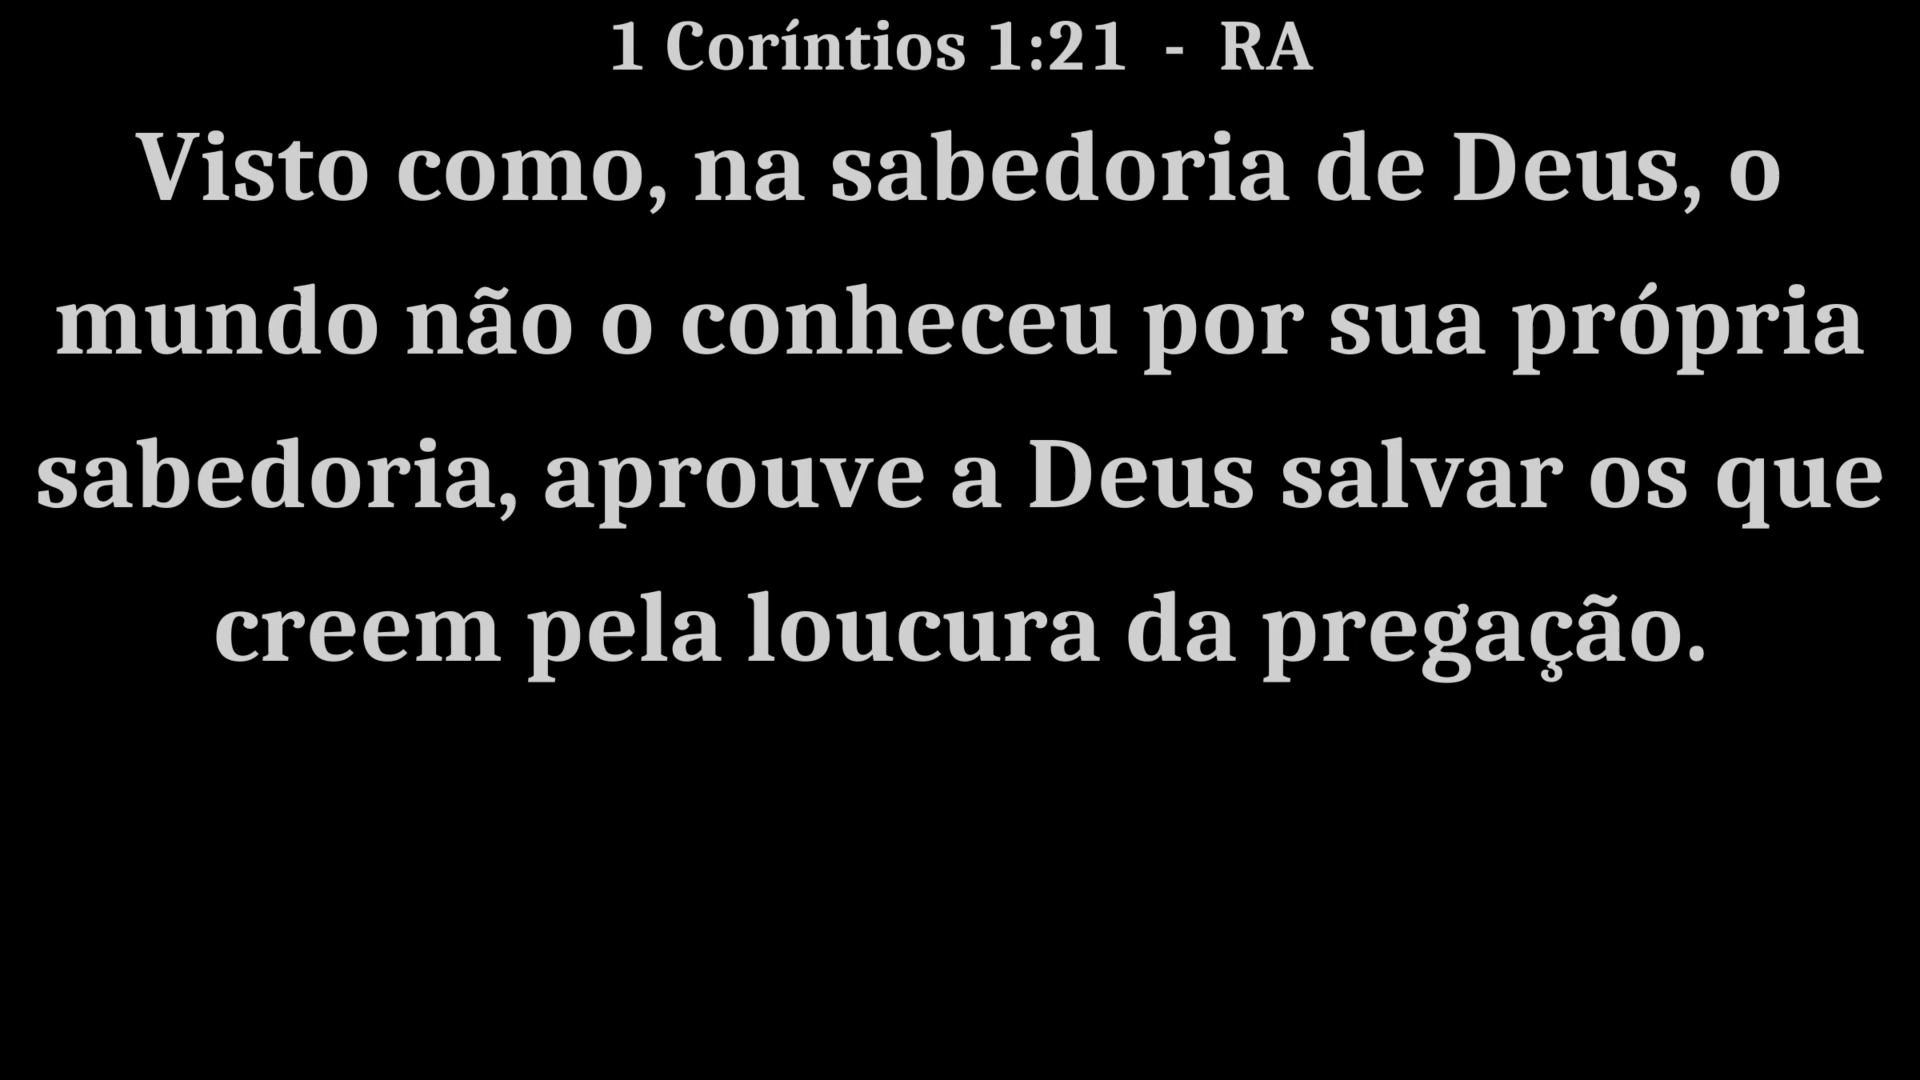 1 Coríntios 1:21 - RA
Visto como, na sabedoria de Deus, o
mundo não o conheceu por sua própria
sabedoria, aprouve a Deus salvar os que
creem pela loucura da pregação.